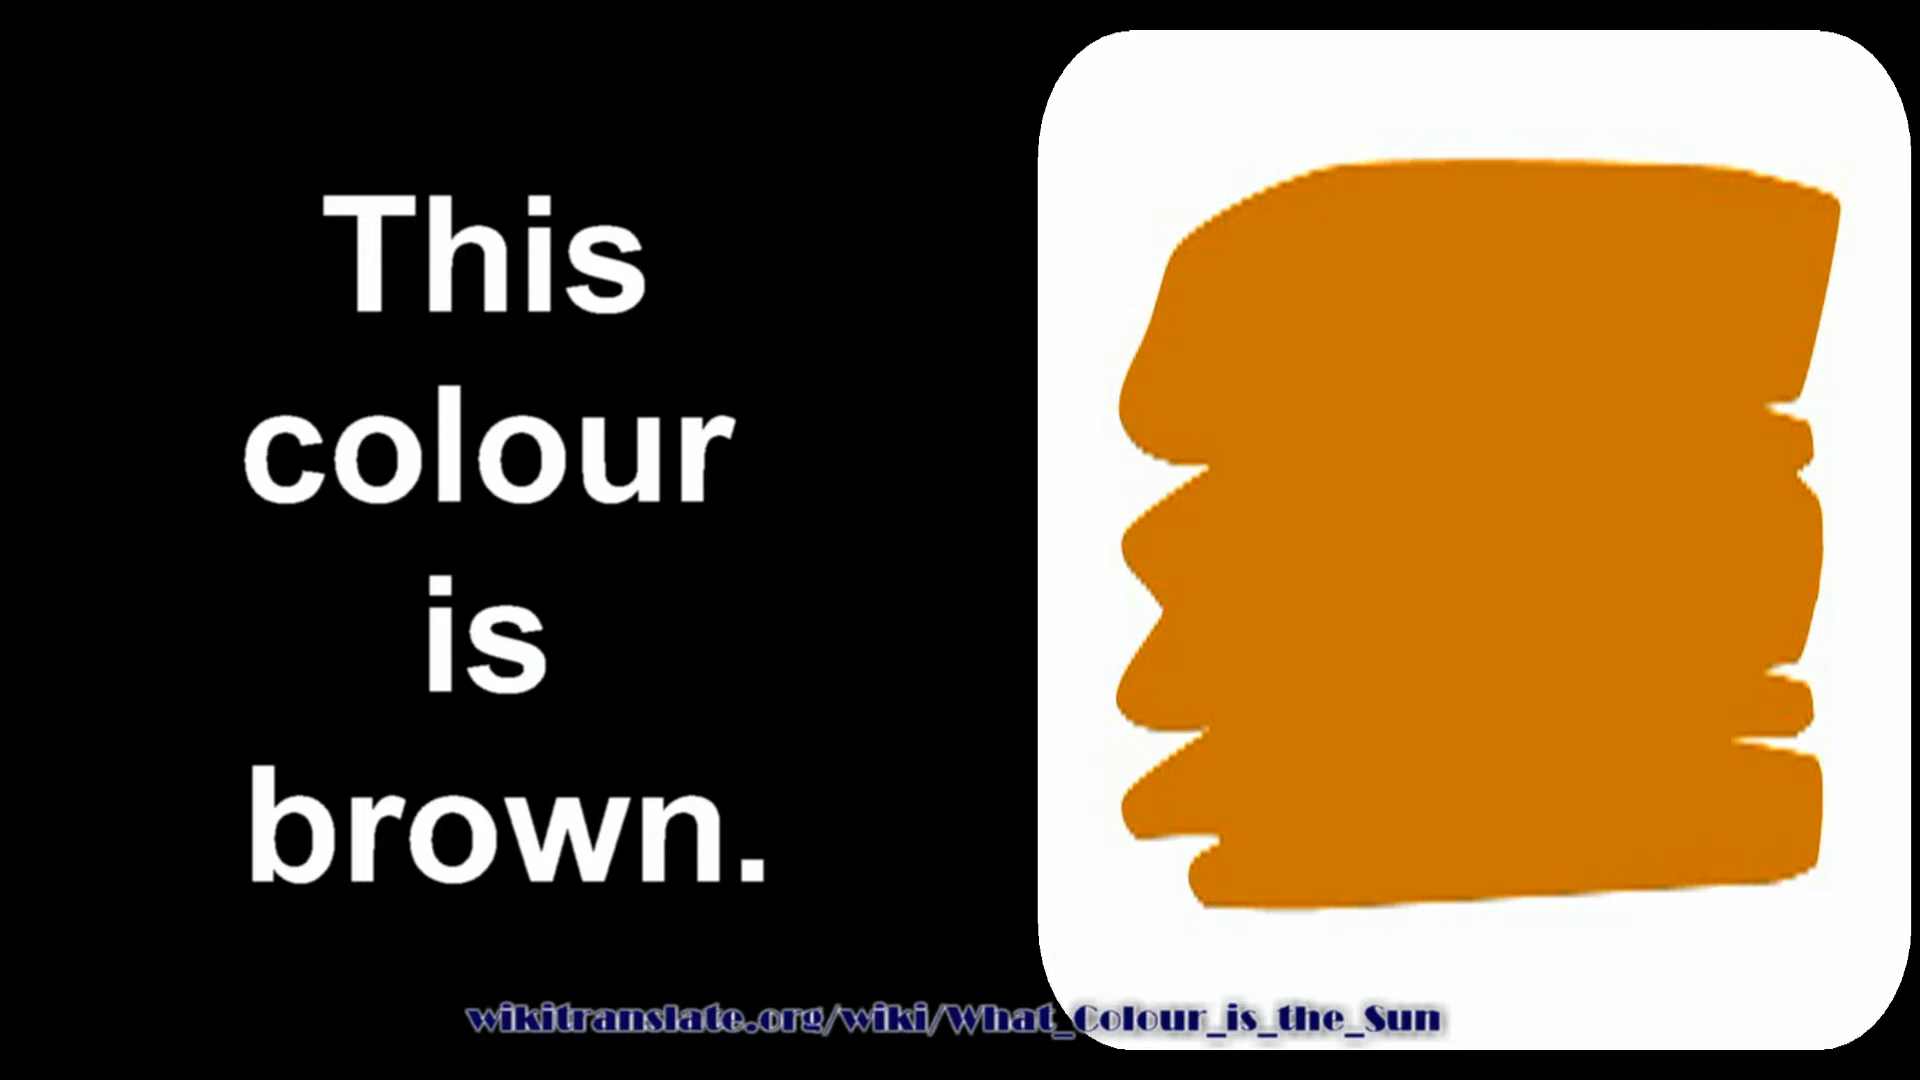 This
colour
is
brown.
wikitranslate.org/wiki/What_Colour_is_the_Sun